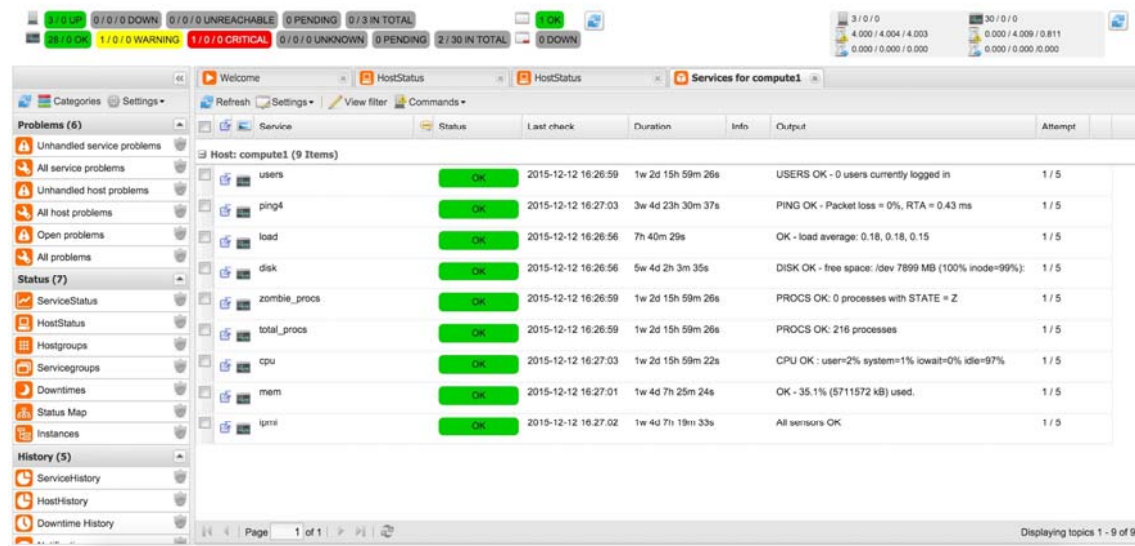 3 / 0 UP 0 / 0 / 0 DOWN 0 / 0 / 0 UNREACHABLE 0 PENDING 0 / 3 IN TOTAL 1 OK
28 / 0 OK 1 / 0 / 0 WARNING 1 / 0 / 0 CRITICAL 0 / 0 / 0 UNKNOWN 0 PENDING 2 / 30 IN TOTAL 0 DOWN
3 / 0 / 0 30 / 0 / 0
4.000 / 4.004 / 4.003 0.000 / 4.009 / 0.811
0.000 / 0.000 / 0.000 0.000 / 0.000 /0.000
Welcome HostStatus HostStatus Services for compute1
Categories Settings Refresh Settings View filter Commands
Problems (6)
Unhandled service problems
All service problems
Unhandled host problems
All host problems
Open problems
All problems
Status (7)
ServiceStatus
HostStatus
Hostgroups
Servicegroups
Downtimes
Status Map
Instances
History (5)
ServiceHistory
HostHistory
Downtime History
Service Status Last check Duration Info Output Attempt
Host: compute1 (9 Items)
users OK 2015-12-12 16:26:59 1w 2d 15h 59m 26s USERS OK - 0 users currently logged in 1 / 5
ping4 OK 2015-12-12 16:27:03 3w 4d 23h 30m 37s PING OK - Packet loss = 0%, RTA = 0.43 ms 1 / 5
load OK 2015-12-12 16:26:56 7h 40m 29s OK - load average: 0.18, 0.18, 0.15 1 / 5
disk OK 2015-12-12 16:26:56 5w 4d 2h 3m 35s DISK OK - free space: /dev 7899 MB (100% inode=99%): 1 / 5
zombie_procs OK 2015-12-12 16:26:59 1w 2d 15h 59m 26s PROCS OK: 0 processes with STATE = Z 1 / 5
total_procs OK 2015-12-12 16:26:59 1w 2d 15h 59m 26s PROCS OK: 216 processes 1 / 5
cpu OK 2015-12-12 16:27:03 1w 2d 15h 59m 22s CPU OK : user=2% system=1% iowait=0% idle=97% 1 / 5
mem OK 2015-12-12 16:27:01 1w 4d 7h 25m 24s OK - 35.1% (5711572 kB) used. 1 / 5
ipmi OK 2015-12-12 16:27:02 1w 4d 7h 19m 33s All sensors OK 1 / 5
Page 1 of 1 Displaying topics 1 - 9 of 9